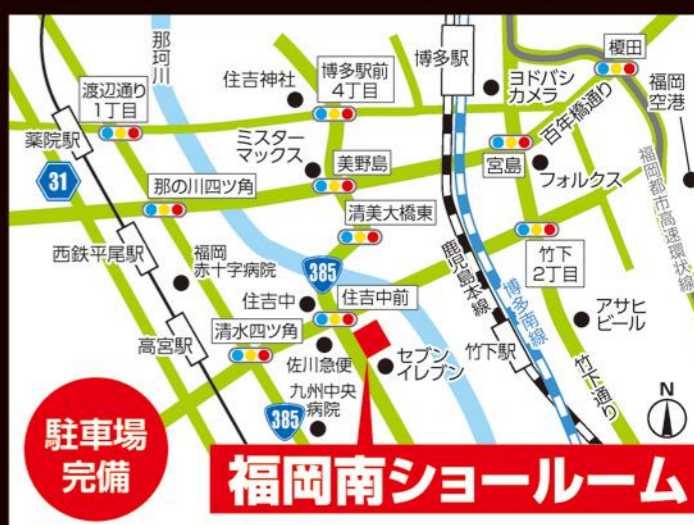 那珂川
住吉神社
博多駅前
4丁目
博多駅
ヨドバシ
カメラ
榎田
福岡
空港
渡辺通り
1丁目
百年橋通り
薬院駅
ミスター
マックス
美野島
宮島
フォルクス
31
那の川四ツ角
清美大橋東
福岡都市高速環状線
西鉄平尾駅
福岡
赤十字病院
385
鹿児島本線
博多南線
竹下
2丁目
住吉中
住吉中前
アサヒ
ビール
高宮駅
清水四ツ角
佐川急便
セブン
イレブン
竹下駅
竹下通り
九州中央
病院
385
N
駐車場
完備
福岡南ショールーム